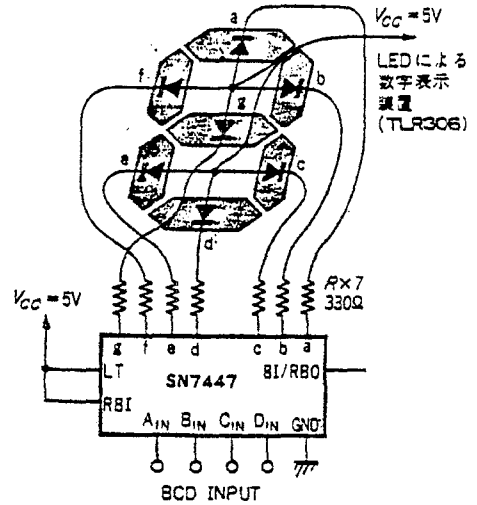 a
VCC=5V
LEDによる
数字表示
装置
(TLR306)
f
b
g
e
c
d
R×7
330Ω
VCC=5V
g f e d c b a
LT
SN7447
BI/RBO
RBI
AIN BIN CIN DIN GND
BCD INPUT